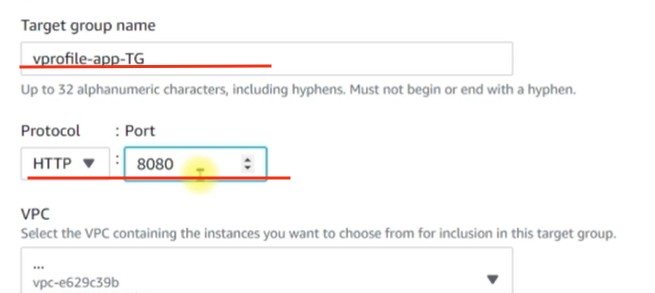 Target group name
vprofile-app-TG
Up to 32 alphanumeric characters, including hyphens. Must not begin or end with a hyphen.
Protocol : Port
HTTP : 8080
VPC
Select the VPC containing the instances you want to choose from for inclusion in this target group.
...
vpc-e629c39b